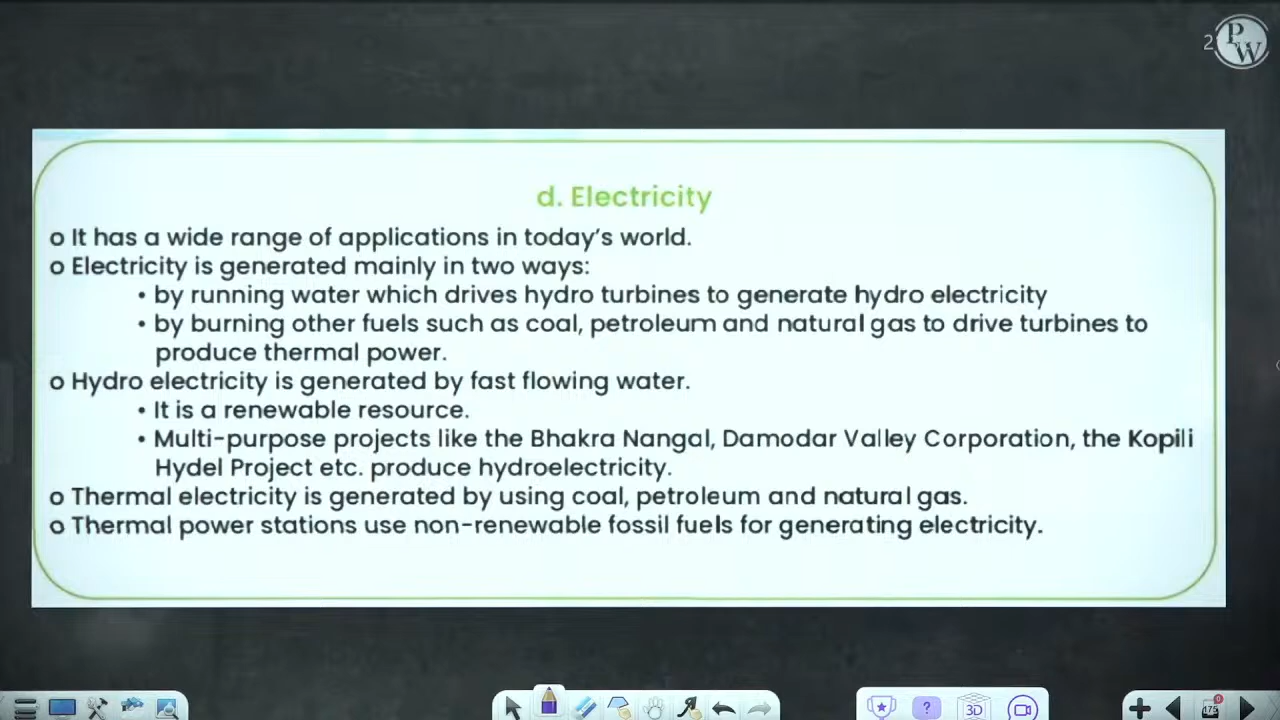 2
PW
d. Electricity
o It has a wide range of applications in today's world.
o Electricity is generated mainly in two ways:
• by running water which drives hydro turbines to generate hydro electricity
• by burning other fuels such as coal, petroleum and natural gas to drive turbines to
produce thermal power.
o Hydro electricity is generated by fast flowing water.
• It is a renewable resource.
• Multi-purpose projects like the Bhakra Nangal, Damodar Valley Corporation, the Kopili
Hydel Project etc. produce hydroelectricity.
o Thermal electricity is generated by using coal, petroleum and natural gas.
o Thermal power stations use non-renewable fossil fuels for generating electricity.
? 3D 175